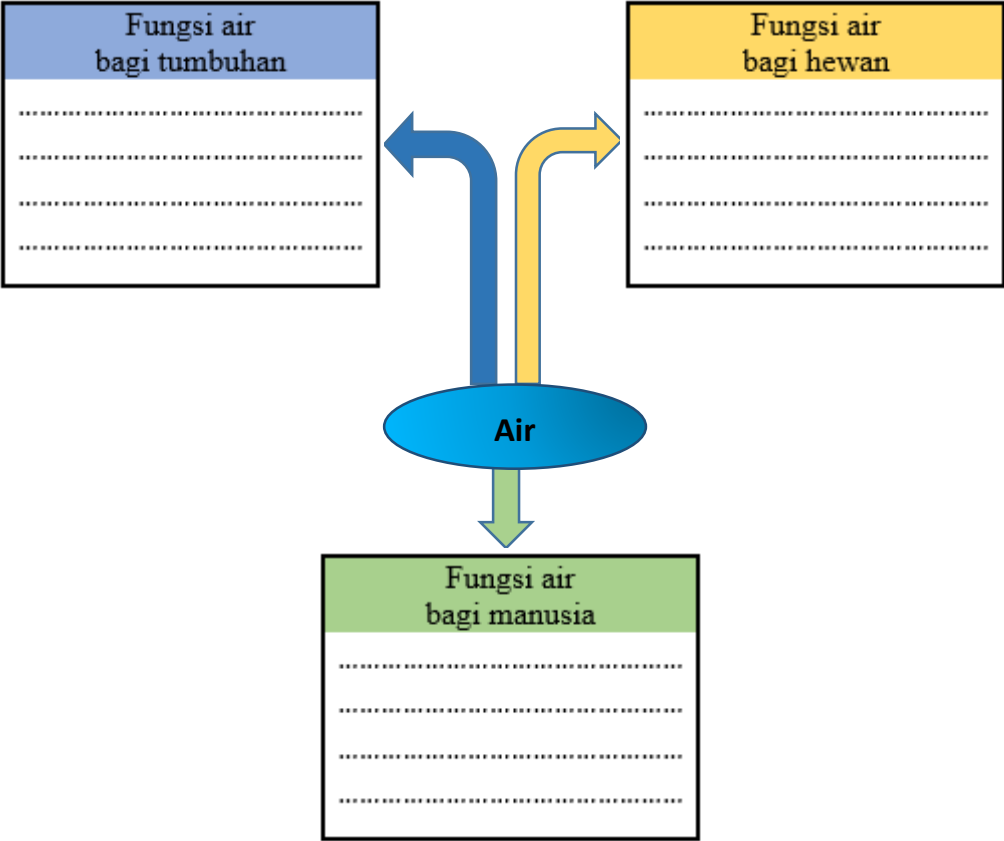 Fungsi air
bagi tumbuhan
Fungsi air
bagi hewan
Air
Fungsi air
bagi manusia